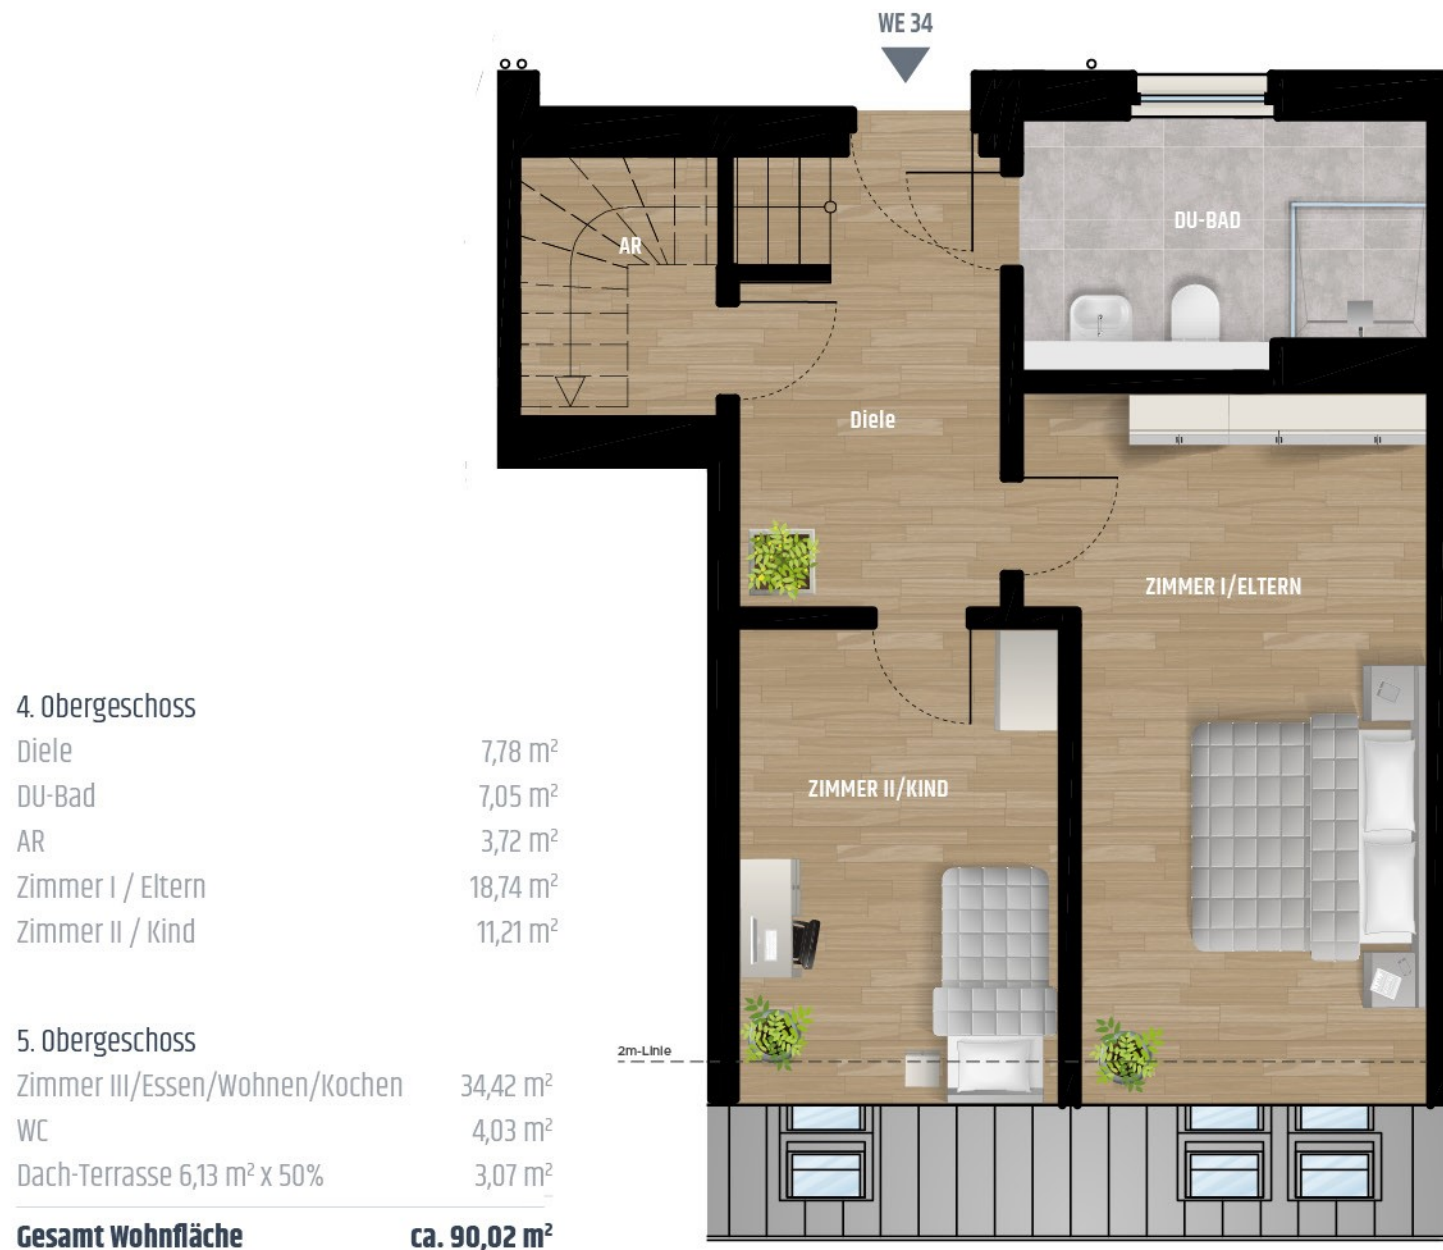 WE 34
DU-BAD
AR
Diele
ZIMMER I/ELTERN
ZIMMER II/KIND
2m-Linie
4. Obergeschoss
Diele 7,78 m²
DU-Bad 7,05 m²
AR 3,72 m²
Zimmer I / Eltern 18,74 m²
Zimmer II / Kind 11,21 m²
5. Obergeschoss
Zimmer III/Essen/Wohnen/Kochen 34,42 m²
WC 4,03 m²
Dach-Terrasse 6,13 m² x 50% 3,07 m²
Gesamt Wohnfläche ca. 90,02 m²